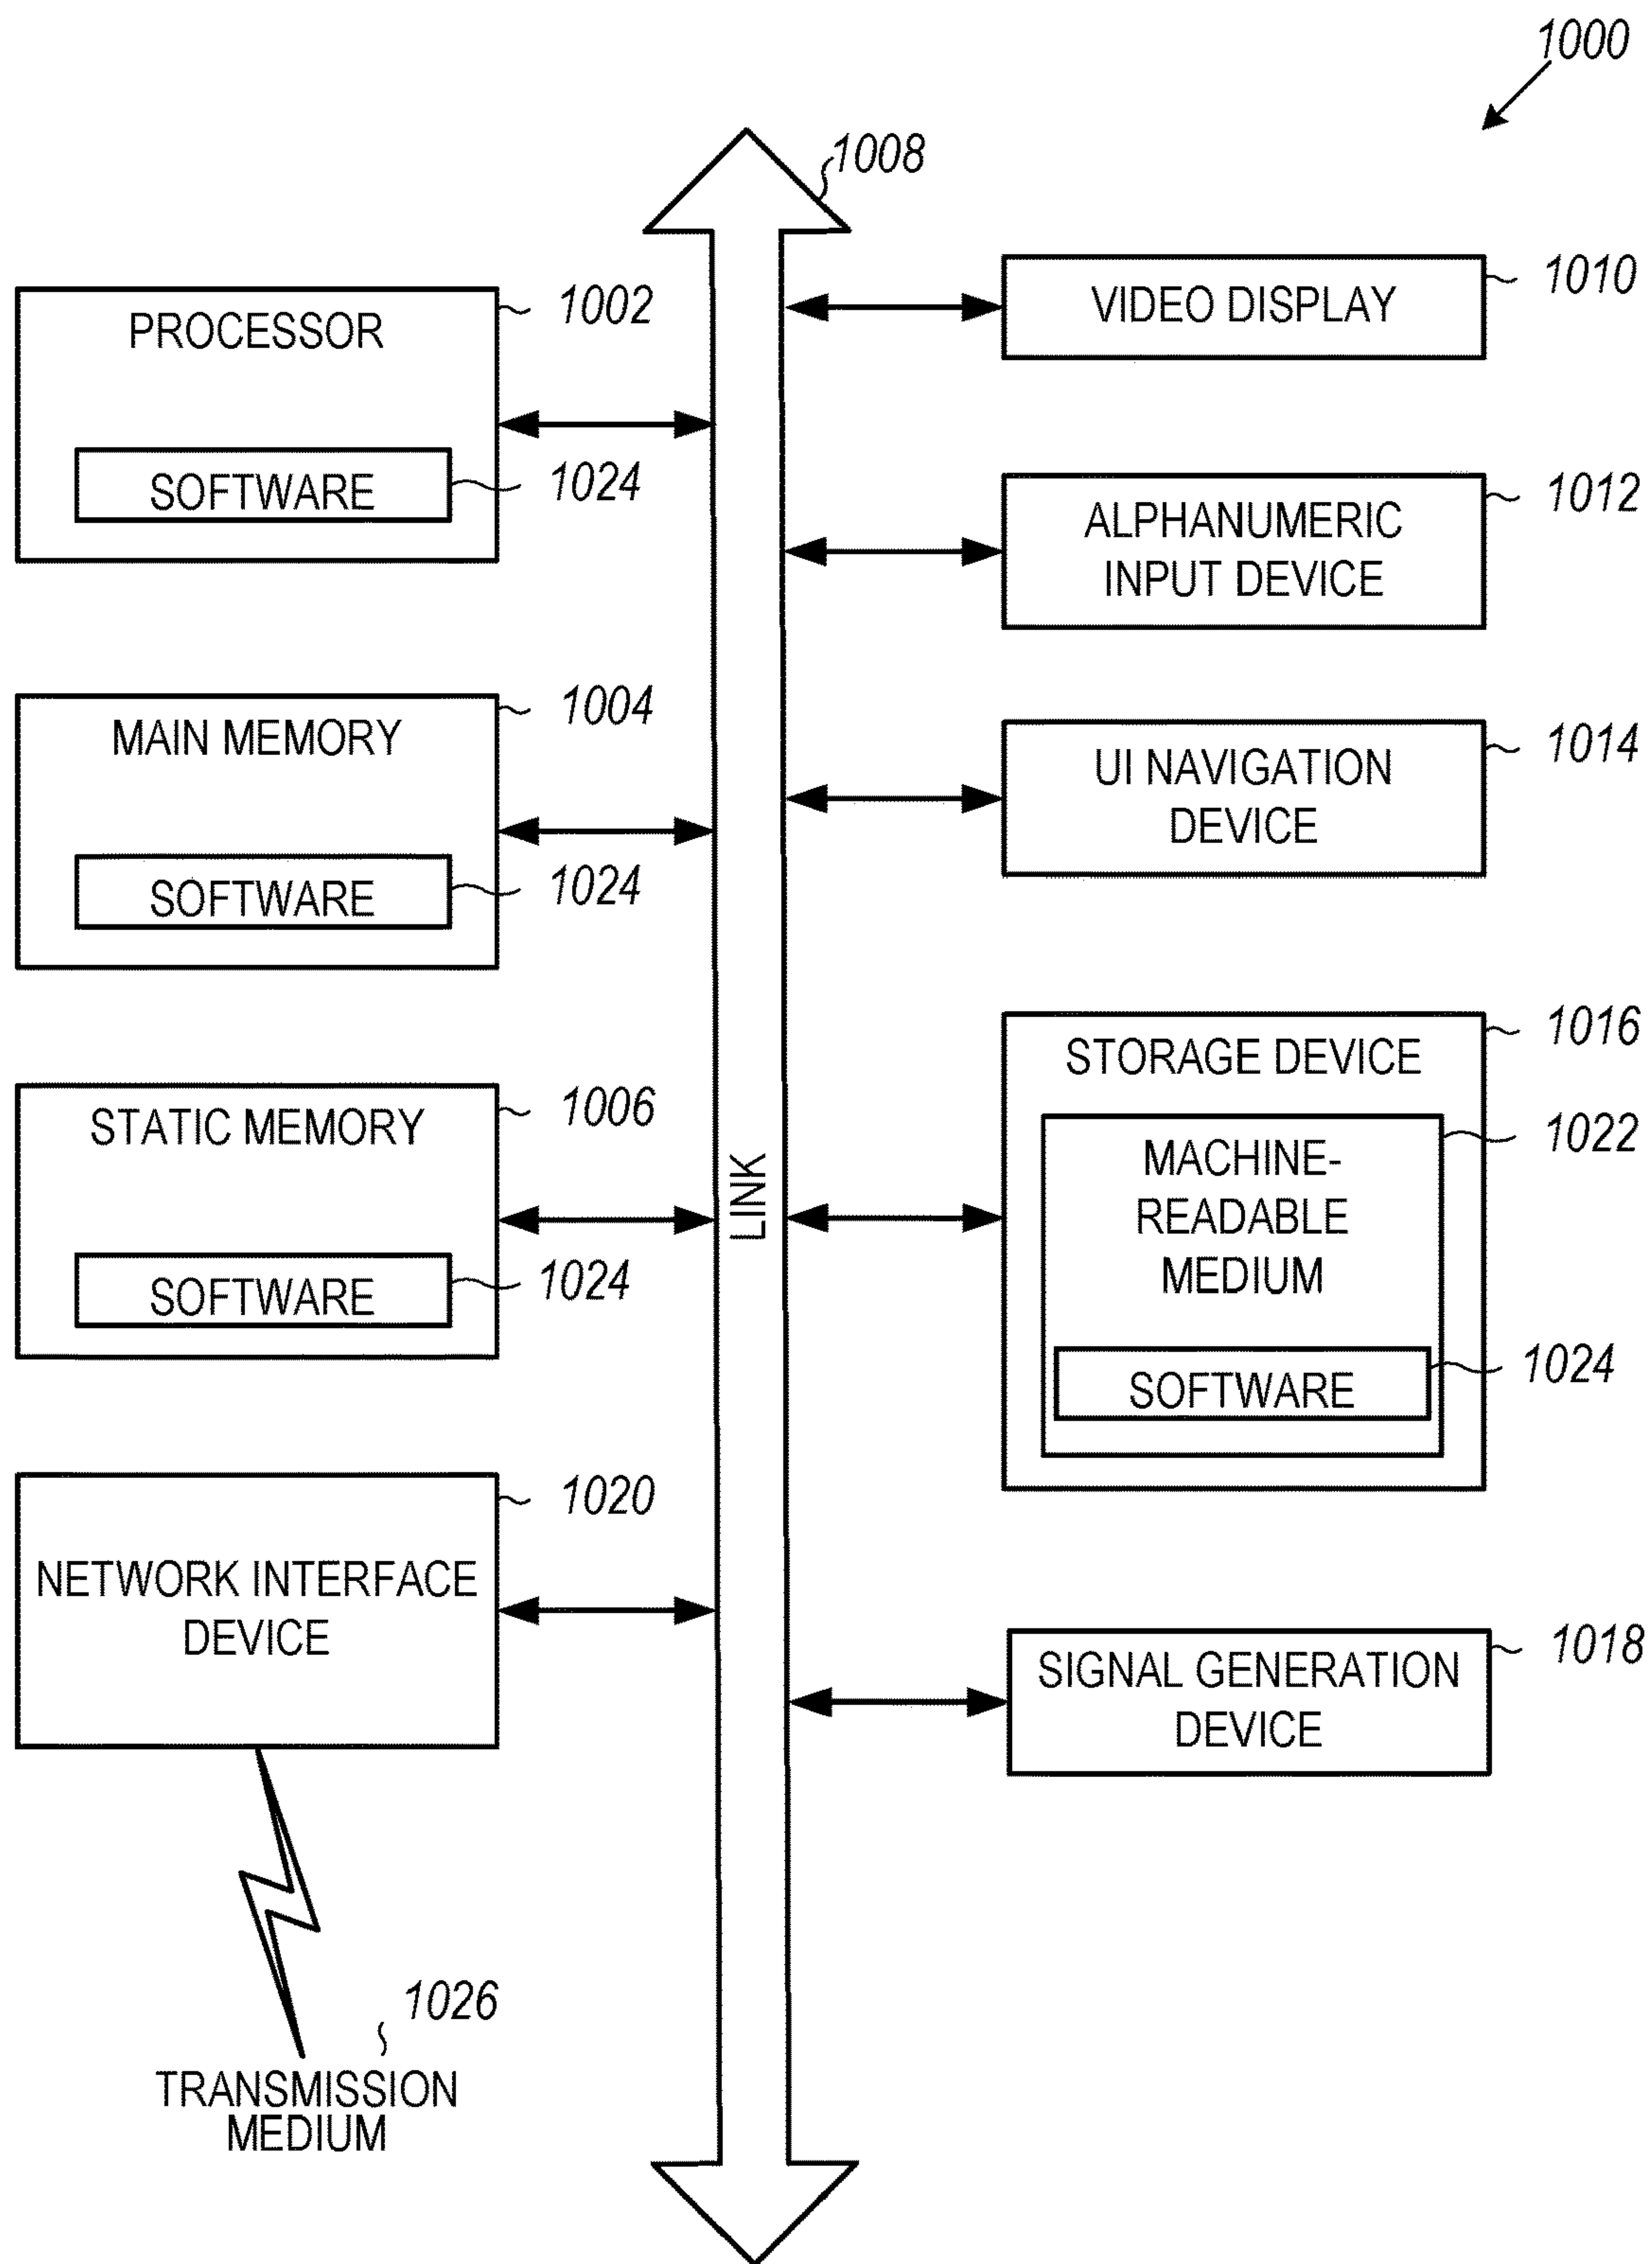 1000
1008
PROCESSOR
1002
SOFTWARE
1024
MAIN MEMORY
1004
SOFTWARE
1024
STATIC MEMORY
1006
SOFTWARE
1024
NETWORK INTERFACE
DEVICE
1020
1026
TRANSMISSION
MEDIUM
LINK
VIDEO DISPLAY
1010
ALPHANUMERIC
INPUT DEVICE
1012
UI NAVIGATION
DEVICE
1014
STORAGE DEVICE
1016
MACHINE-
READABLE
MEDIUM
1022
SOFTWARE
1024
SIGNAL GENERATION
DEVICE
1018